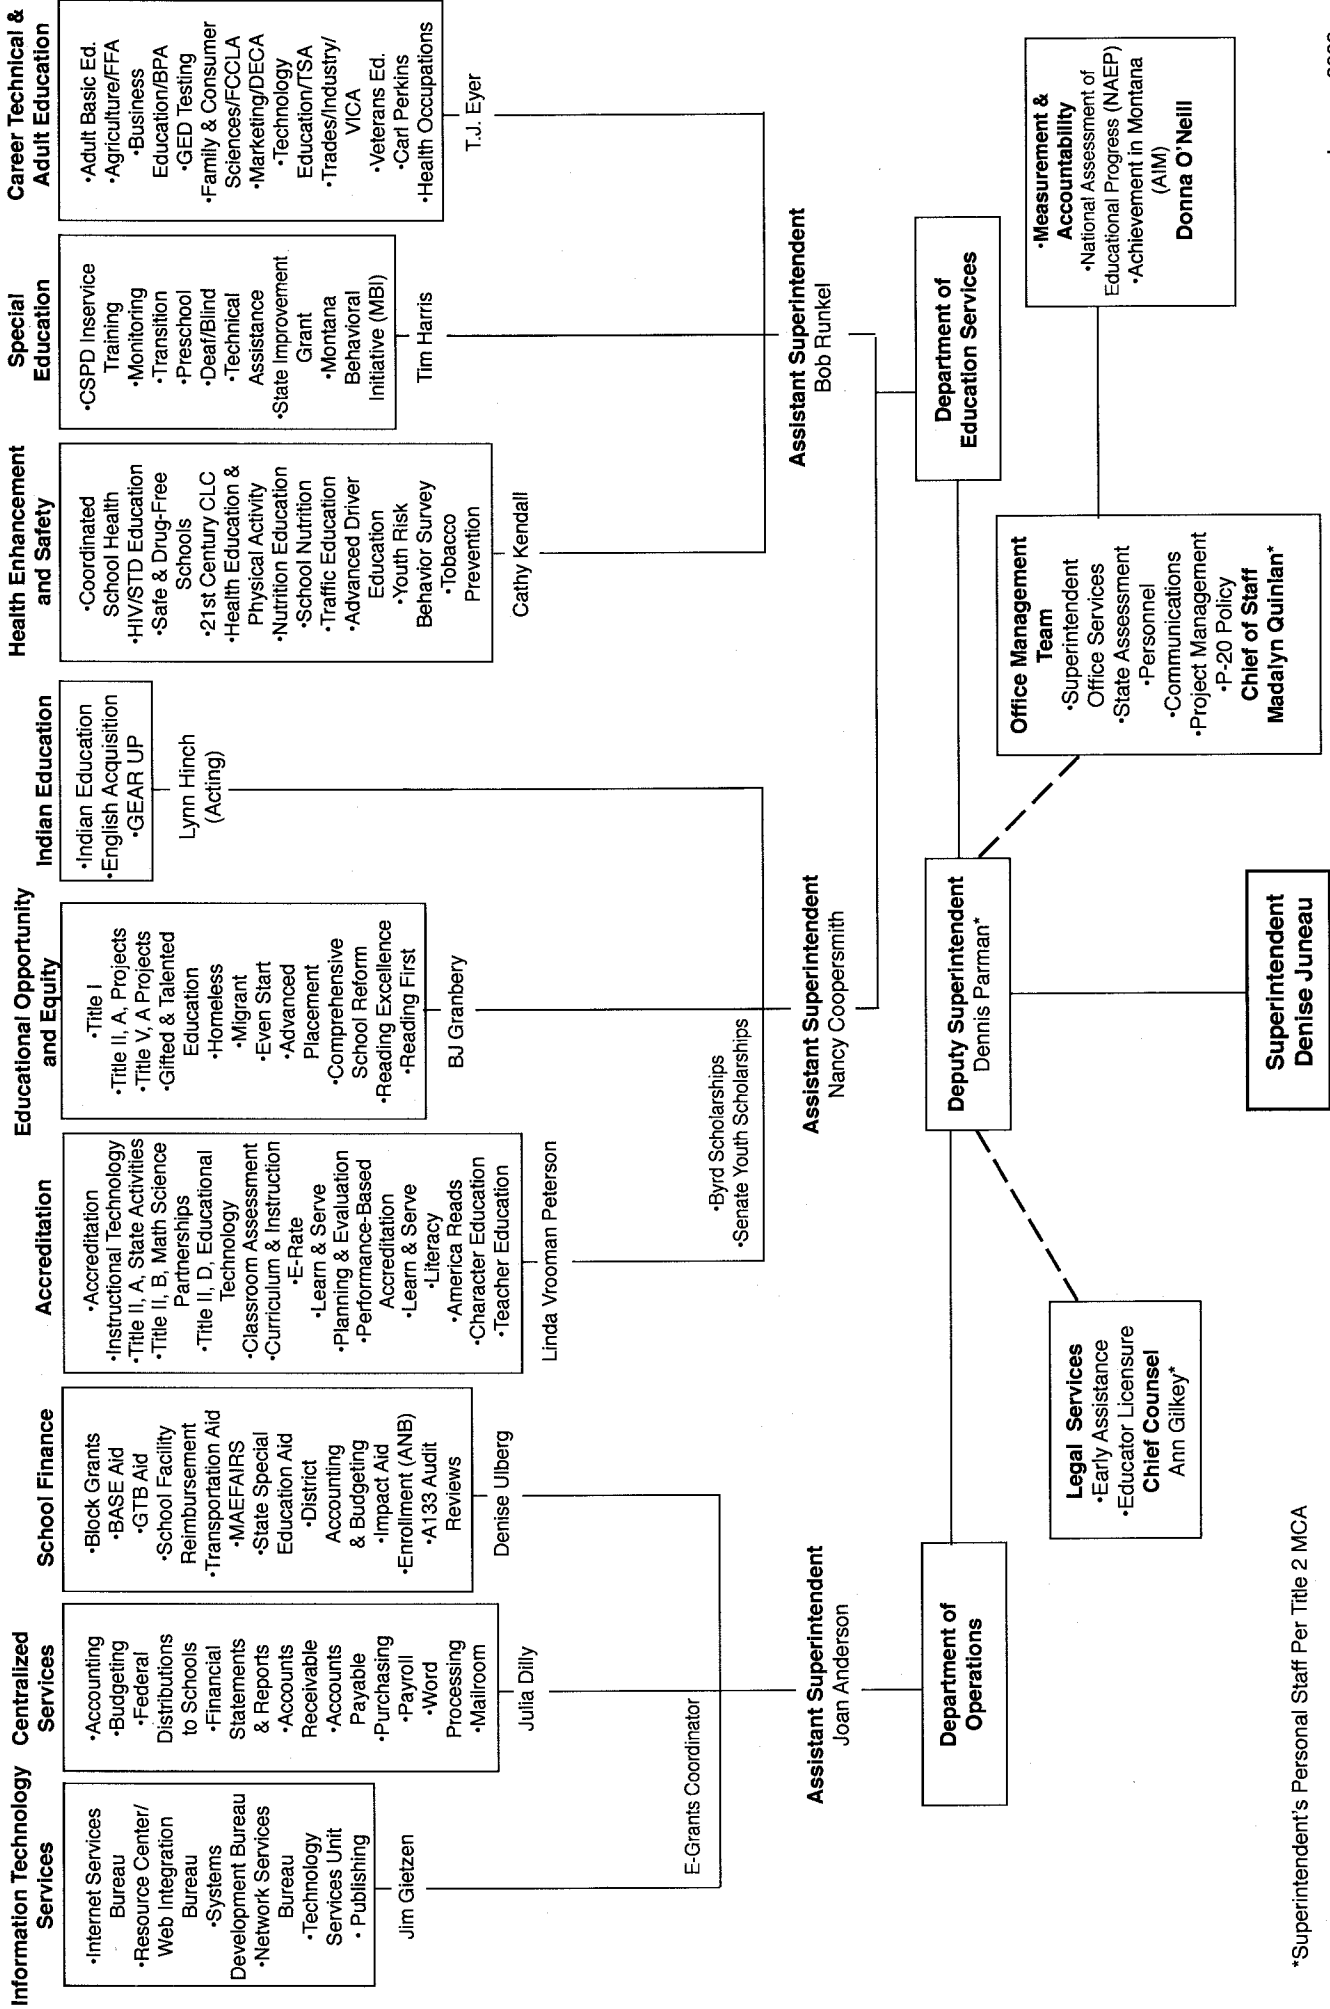 Information Technology
Services
•Internet Services
Bureau
•Resource Center/
Web Integration
Bureau
•Systems
Development Bureau
•Network Services
Bureau
•Technology
Services Unit
• Publishing
Jim Gietzen
Centralized
Services
•Accounting
•Budgeting
•Federal
Distributions
to Schools
•Financial
Statements
& Reports
•Accounts
Receivable
•Accounts
Payable
•Purchasing
•Payroll
•Word
Processing
•Mailroom
Julia Dilly
School Finance
•Block Grants
•BASE Aid
•GTB Aid
•School Facility
Reimbursement
•Transportation Aid
•MAEFAIRS
•State Special
Education Aid
•District
Accounting
& Budgeting
•Impact Aid
•Enrollment (ANB)
•A133 Audit
Reviews
Denise Ulberg
Accreditation
•Accreditation
•Instructional Technology
•Title II, A, State Activities
•Title II, B, Math Science
Partnerships
•Title II, D, Educational
Technology
•Classroom Assessment
•Curriculum & Instruction
•E-Rate
•Learn & Serve
•Planning & Evaluation
•Performance-Based
Accreditation
•Learn & Serve
•Literacy
•America Reads
•Character Education
•Teacher Education
Linda Vrooman Peterson
Educational Opportunity
and Equity
•Title I
•Title II, A, Projects
•Title V, A Projects
•Gifted & Talented
Education
•Homeless
•Migrant
•Even Start
•Advanced
Placement
•Comprehensive
School Reform
•Reading Excellence
•Reading First
BJ Granbery
Indian Education
•Indian Education
•English Acquisition
•GEAR UP
Lynn Hinch
(Acting)
Health Enhancement
and Safety
•Coordinated
School Health
•HIV/STD Education
•Safe & Drug-Free
Schools
•21st Century CLC
•Health Education &
Physical Activity
•Nutrition Education
•School Nutrition
•Traffic Education
•Advanced Driver
Education
•Youth Risk
Behavior Survey
•Tobacco
Prevention
Cathy Kendall
Special
Education
•CSPD Inservice
Training
•Monitoring
•Transition
•Preschool
•Deaf/Blind
•Technical
Assistance
•State Improvement
Grant
•Montana
Behavioral
Initiative (MBI)
Tim Harris
Career Technical &
Adult Education
•Adult Basic Ed.
•Agriculture/FFA
•Business
Education/BPA
•GED Testing
•Family & Consumer
Sciences/FCCLA
•Marketing/DECA
•Technology
Education/TSA
•Trades/Industry/
VICA
•Veterans Ed.
•Carl Perkins
•Health Occupations
T.J. Eyer
E-Grants Coordinator
•Byrd Scholarships
•Senate Youth Scholarships
Assistant Superintendent
Joan Anderson
Assistant Superintendent
Nancy Coopersmith
Assistant Superintendent
Bob Runkel
Department of
Operations
Deputy Superintendent
Dennis Parman*
Department of
Education Services
Legal Services
•Early Assistance
•Educator Licensure
Chief Counsel
Ann Gilkey*
Office Management
Team
•Superintendent
Office Services
•State Assessment
•Personnel
•Communications
•Project Management
•P-20 Policy
Chief of Staff
Madalyn Quinlan*
•Measurement &
Accountability
•National Assessment of
Educational Progress (NAEP)
•Achievement in Montana
(AIM)
Donna O'Neill
Superintendent
Denise Juneau
*Superintendent's Personal Staff Per Title 2 MCA